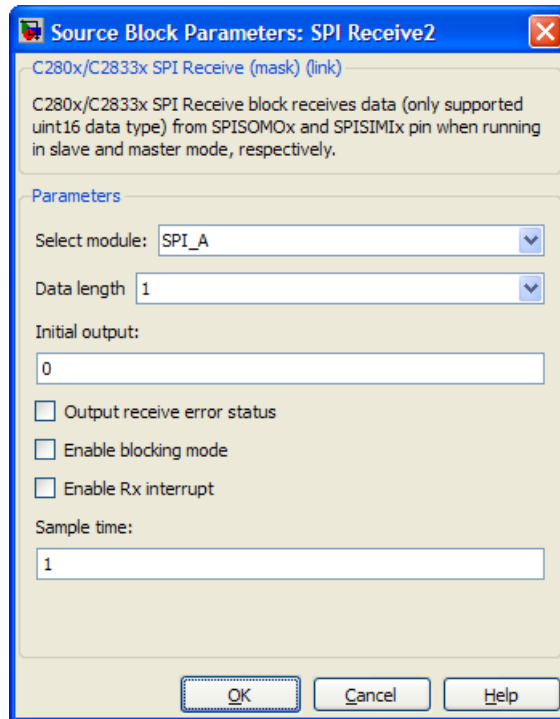 Source Block Parameters: SPI Receive2
C280x/C2833x SPI Receive (mask) (link)
C280x/C2833x SPI Receive block receives data (only supported
uint16 data type) from SPISOMOx and SPISIMIx pin when running
in slave and master mode, respectively.
Parameters
Select module: SPI_A
Data length 1
Initial output:
0
Output receive error status
Enable blocking mode
Enable Rx interrupt
Sample time:
1
OK Cancel Help